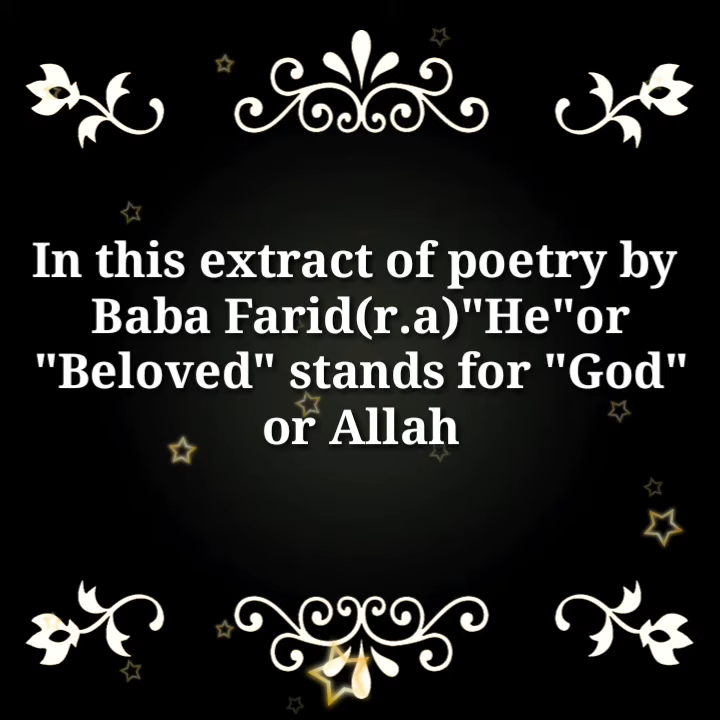 In this extract of poetry by
Baba Farid(r.a)"He"or
"Beloved" stands for "God"
or Allah